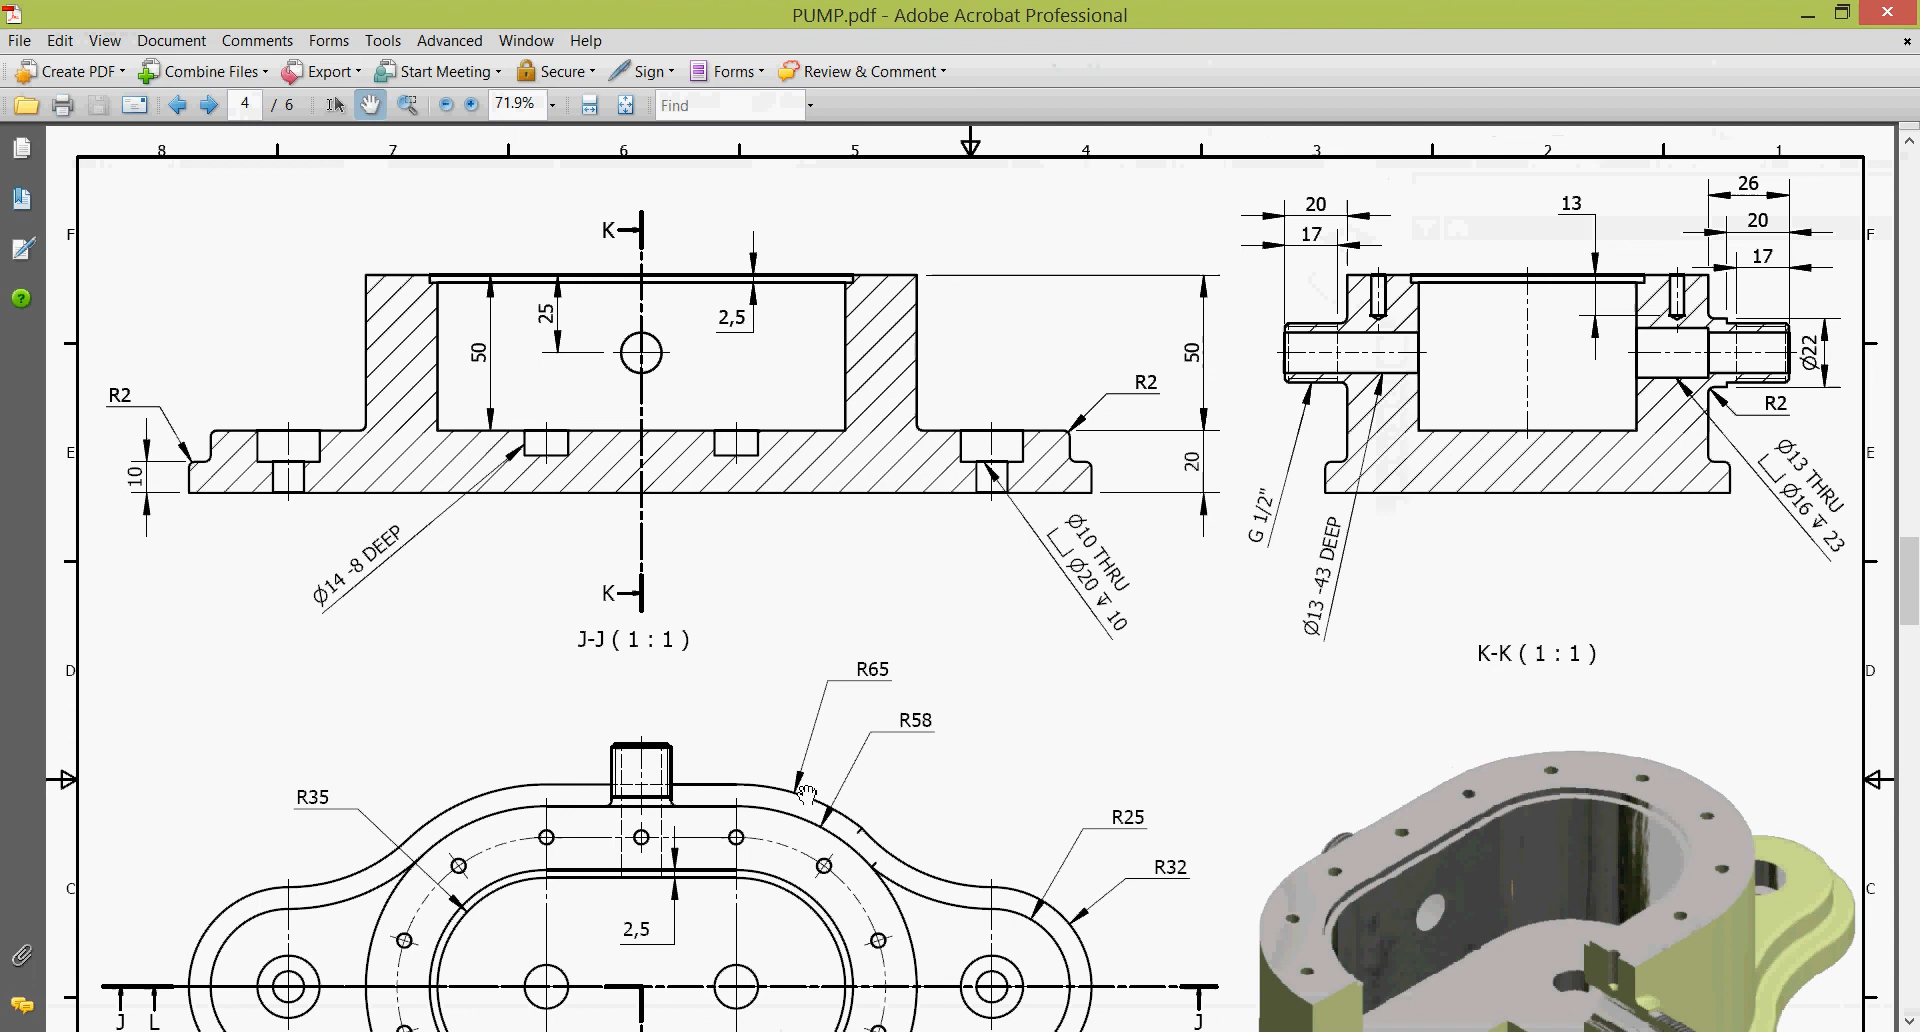 PUMP.pdf - Adobe Acrobat Professional
File Edit View Document Comments Forms Tools Advanced Window Help
Create PDF Combine Files Export Start Meeting Secure Sign Forms Review & Comment
4 / 6 71.9% Find
8 7 6 5 4 3 2 1
26
20
13
K
F
20
F
17
17
25
2,5
50
50
Ø22
R2
R2
R2
E
10
20
E
Ø14 -8 DEEP
Ø10 THRU
Ø20 ↧ 10
G 1/2"
Ø13 -43 DEEP
Ø13 THRU
Ø16 ↧ 23
K
J-J ( 1 : 1 )
K-K ( 1 : 1 )
D
D
R65
R58
R35
R25
R32
C
C
2,5
J L J